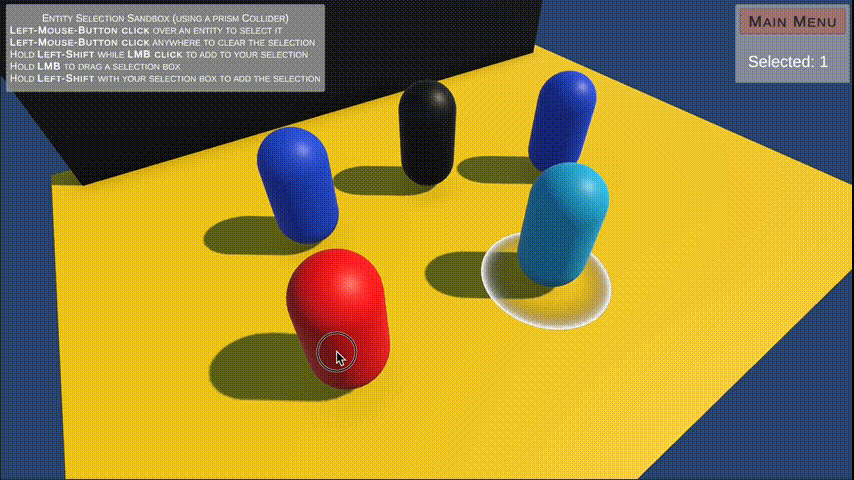 Entity Selection Sandbox (using a prism Collider)
Left-Mouse-Button click over an entity to select it
Left-Mouse-Button click anywhere to clear the selection
Hold Left-Shift while LMB click to add to your selection
Hold LMB to drag a selection box
Hold Left-Shift with your selection box to add the selection
Main Menu
Selected: 1